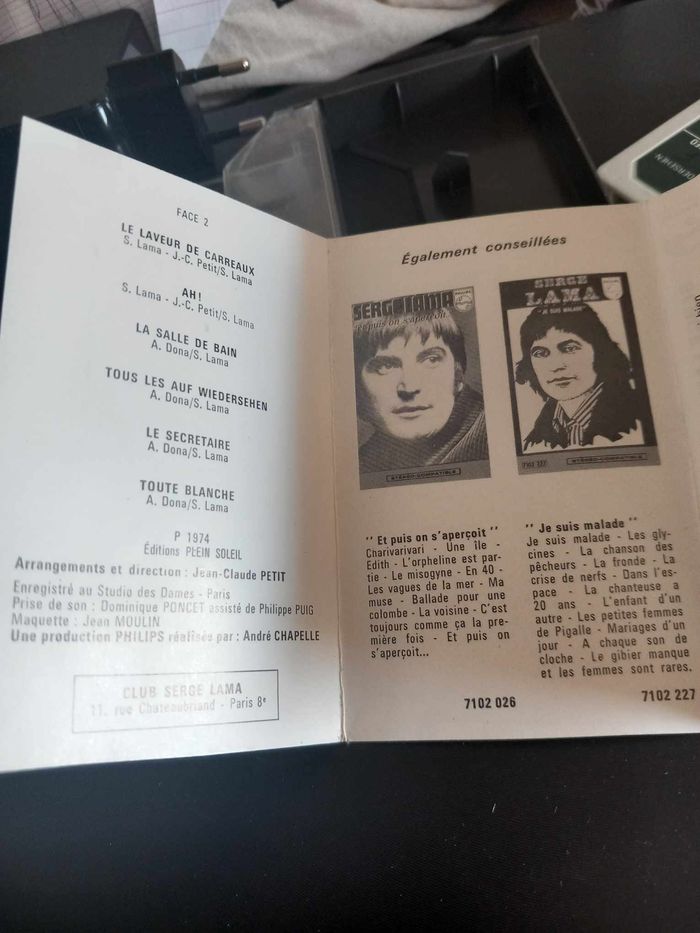 FACE 2
LE LAVEUR DE CARREAUX
S. Lama - J.-C. Petit/S. Lama
AH!
S. Lama - J.-C. Petit/S. Lama
LA SALLE DE BAIN
A. Dona/S. Lama
TOUS LES AUF WIEDERSEHEN
A. Dona/S. Lama
LE SECRETAIRE
A. Dona/S. Lama
TOUTE BLANCHE
A. Dona/S. Lama
P 1974
Éditions PLEIN SOLEIL
Arrangements et direction : Jean-Claude PETIT
Enregistré au Studio des Dames - Paris
Prise de son : Dominique PONCET assisté de Philippe PUIG
Maquette : Jean MOULIN
Une production PHILIPS réalisée par : André CHAPELLE
CLUB SERGE LAMA
11, rue Chateaubriand - Paris 8e
Également conseillées
SERGE LAMA
Et puis on s'aperçoit...
STÉRÉO-COMPATIBLE
SERGE
LAMA
"JE SUIS MALADE"
PHILIPS
7102 227
STÉRÉO-COMPATIBLE
" Et puis on s'aperçoit "
Charivarivari - Une île -
Edith - L'orpheline est par-
tie - Le misogyne - En 40 -
Les vagues de la mer - Ma
muse - Ballade pour une
colombe - La voisine - C'est
toujours comme ça la pre-
mière fois - Et puis on
s'aperçoit...
7102 026
" Je suis malade "
Je suis malade - Les gly-
cines - La chanson des
pêcheurs - La fronde - La
crise de nerfs - Dans l'es-
pace - La chanteuse a
20 ans - L'enfant d'un
autre - Les petites femmes
de Pigalle - Mariages d'un
jour - A chaque son de
cloche - Le gibier manque
et les femmes sont rares.
7102 227